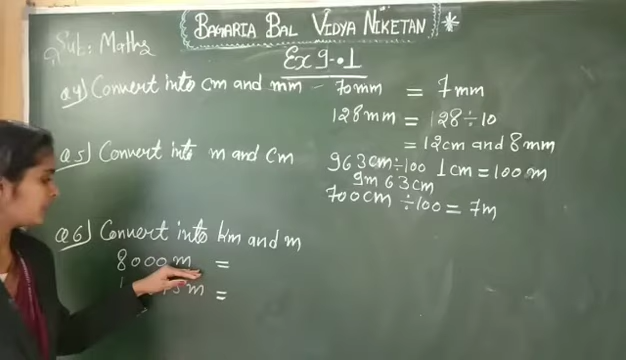 BAGARIA BAL VIDYA NIKETAN *
Sub: Maths
Ex 9.1
Q4) Convert into cm and mm - 70mm = 7mm
128mm = 128÷10
= 12cm and 8mm
Q5) Convert into m and cm
963cm÷100 1cm=100m
9m 63cm
700cm ÷100 = 7m
Q6) Convert into km and m
8000m =
m =